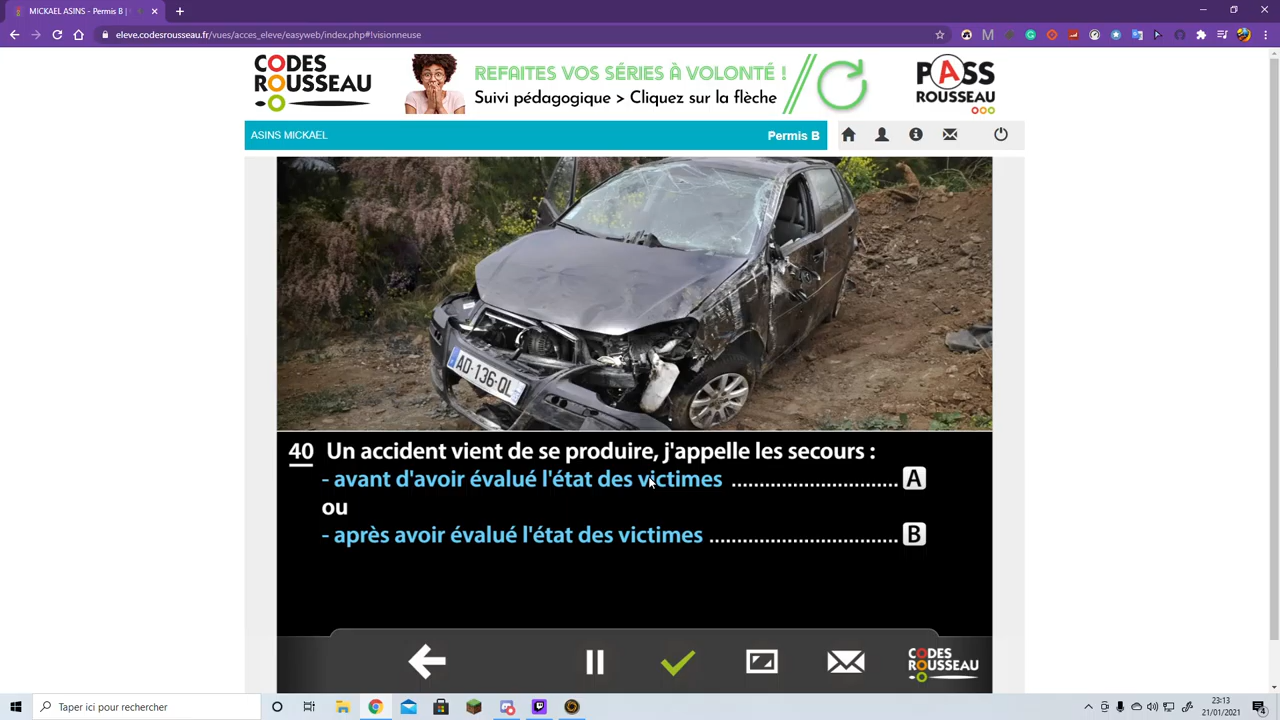 MICKAEL ASINS - Permis B |
eleve.codesrousseau.fr/vues/acces_eleve/easyweb/index.php#!visionneuse
CODES
ROUSSEAU
REFAITES VOS SÉRIES À VOLONTÉ !
Suivi pédagogique > Cliquez sur la flèche
PASS
ROUSSEAU
ASINS MICKAEL
Permis B
AD-136-QL
40 Un accident vient de se produire, j'appelle les secours :
- avant d'avoir évalué l'état des victimes ............................. A
ou
- après avoir évalué l'état des victimes ................................. B
CODES
ROUSSEAU
Taper ici pour rechercher
23:13
21/01/2021